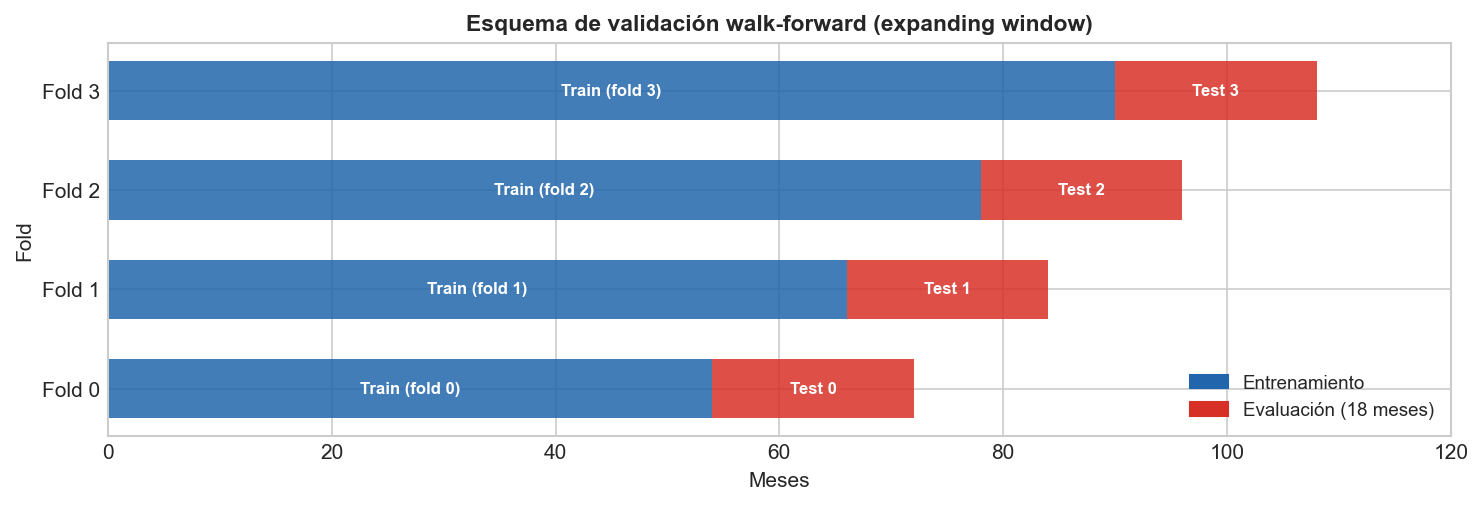 Esquema de validación walk-forward (expanding window)
Fold
Fold 3
Train (fold 3)
Test 3
Fold 2
Train (fold 2)
Test 2
Fold 1
Train (fold 1)
Test 1
Fold 0
Train (fold 0)
Test 0
Entrenamiento
Evaluación (18 meses)
0 20 40 60 80 100 120
Meses